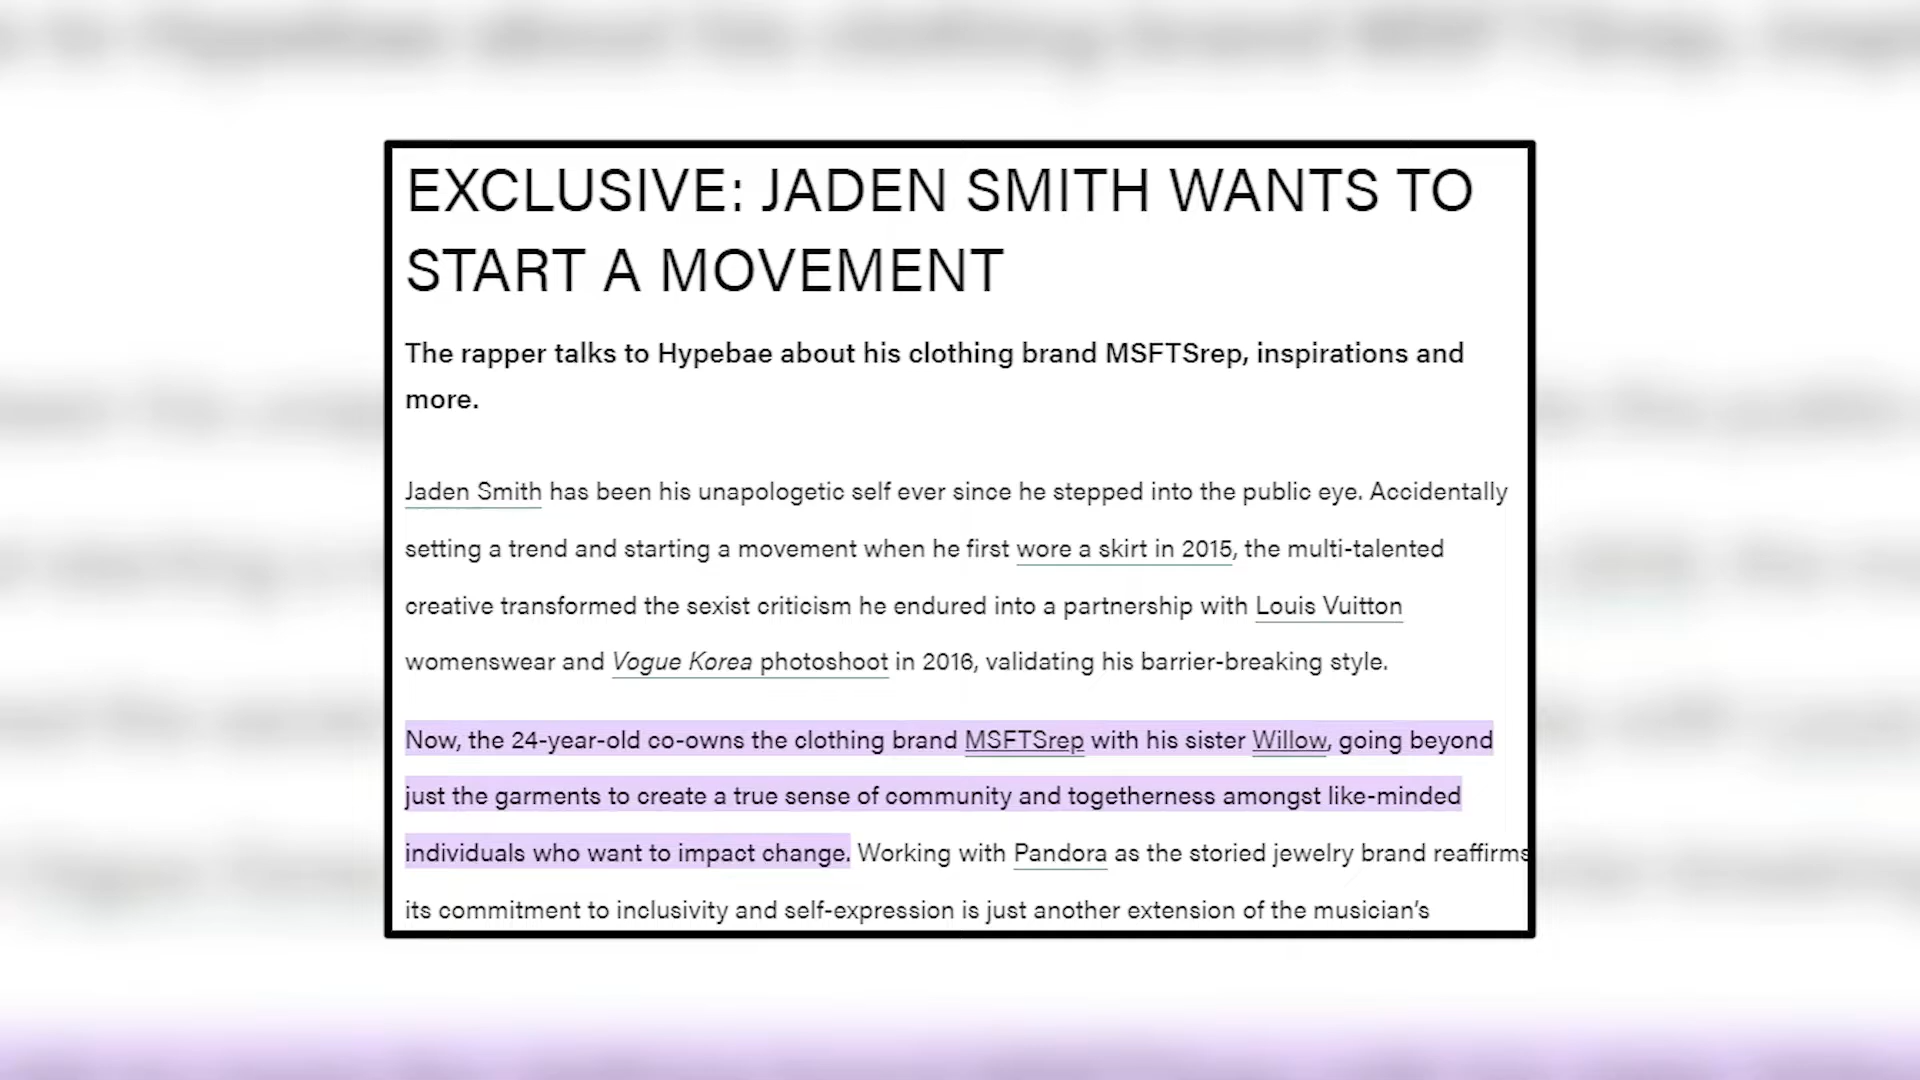 EXCLUSIVE: JADEN SMITH WANTS TO
START A MOVEMENT
The rapper talks to Hypebae about his clothing brand MSFTSrep, inspirations and
more.
Jaden Smith has been his unapologetic self ever since he stepped into the public eye. Accidentally
setting a trend and starting a movement when he first wore a skirt in 2015, the multi-talented
creative transformed the sexist criticism he endured into a partnership with Louis Vuitton
womenswear and Vogue Korea photoshoot in 2016, validating his barrier-breaking style.
Now, the 24-year-old co-owns the clothing brand MSFTSrep with his sister Willow, going beyond
just the garments to create a true sense of community and togetherness amongst like-minded
individuals who want to impact change. Working with Pandora as the storied jewelry brand reaffirms
its commitment to inclusivity and self-expression is just another extension of the musician's